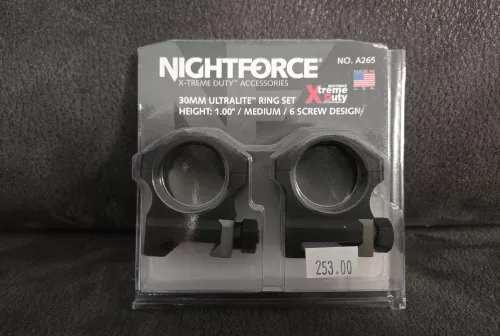 NIGHTFORCE®
NO. A265
X-TREME DUTY™ ACCESSORIES
30MM ULTRALITE™ RING SET
Xtreme Duty
HEIGHT: 1.00" / MEDIUM / 6 SCREW DESIGN
253.00